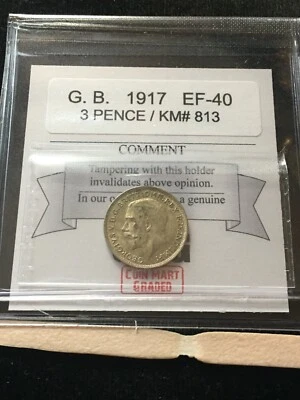 G. B. 1917 EF-40
3 PENCE / KM# 813
COMMENT
Tampering with this holder
invalidates above opinion.
In our a genuine
COIN MART
GRADED